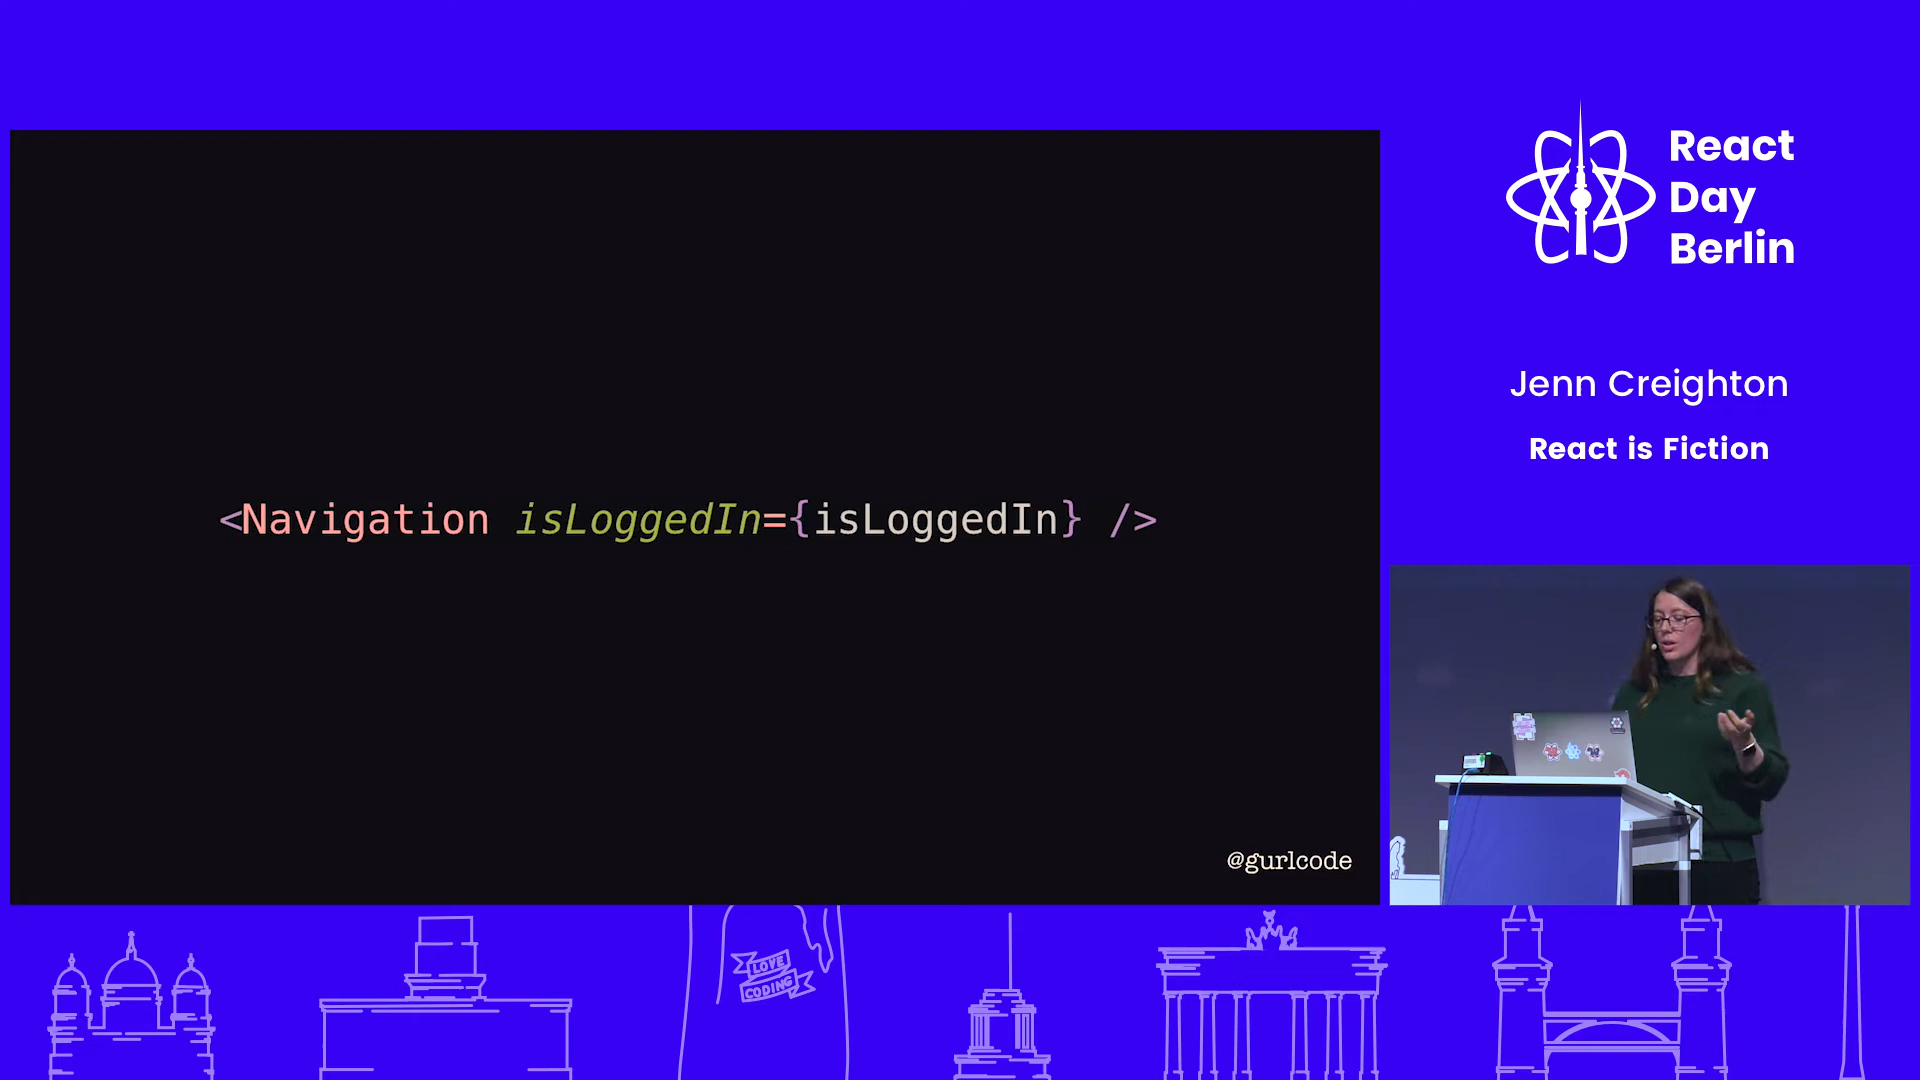 <Navigation isLoggedIn={isLoggedIn} />
@gurlcode
React
Day
Berlin
Jenn Creighton
React is Fiction
LOVE
CODING